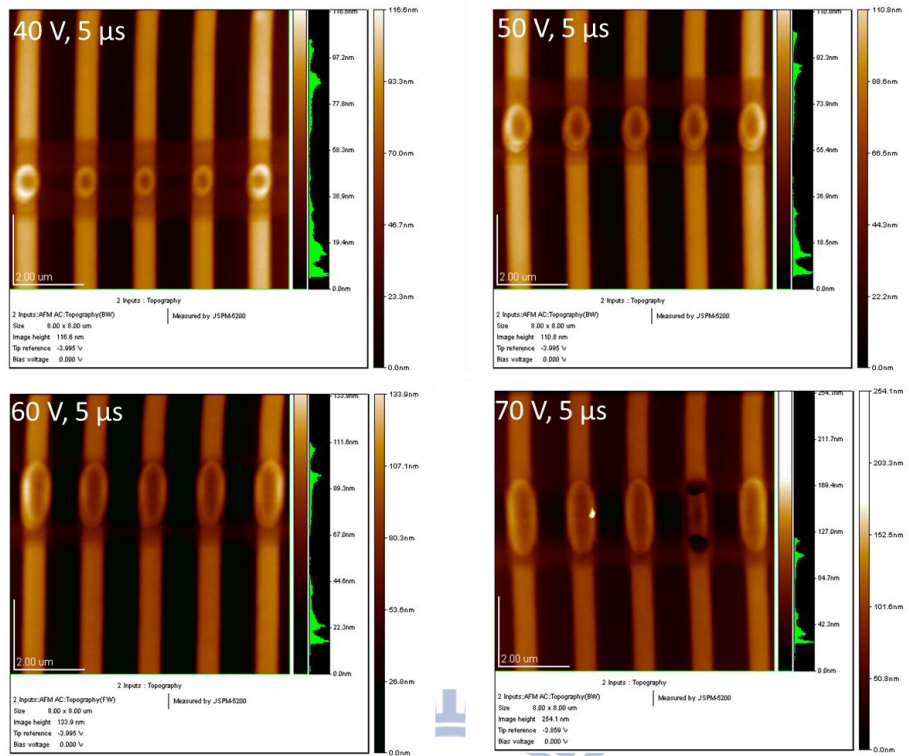 40 V, 5 µs
116.6nm
97.2nm
77.8nm
58.3nm
38.9nm
19.4nm
0.0nm
116.6nm
93.3nm
70.0nm
46.7nm
23.3nm
0.0nm
2.00 um
2 Inputs : Topography
2 Inputs:AFM AC:Topography(BW)
Measured by JSPM-5200
Size 8.00 x 8.00 um
Image height 116.6 nm
Tip reference -3.995 V
Bias voltage 0.000 V
50 V, 5 µs
110.8nm
92.3nm
73.9nm
55.4nm
36.9nm
18.5nm
0.0nm
110.8nm
88.6nm
66.5nm
44.3nm
22.2nm
0.0nm
2.00 um
2 Inputs : Topography
2 Inputs:AFM AC:Topography(BW)
Measured by JSPM-5200
Size 8.00 x 8.00 um
Image height 110.8 nm
Tip reference -3.995 V
Bias voltage 0.000 V
60 V, 5 µs
133.9nm
111.6nm
89.3nm
67.0nm
44.6nm
22.3nm
0.0nm
133.9nm
107.1nm
80.3nm
53.6nm
26.8nm
0.0nm
2.00 um
2 Inputs : Topography
2 Inputs:AFM AC:Topography(FW)
Measured by JSPM-5200
Size 8.00 x 8.00 um
Image height 133.9 nm
Tip reference -3.995 V
Bias voltage 0.000 V
70 V, 5 µs
254.1nm
211.7nm
169.4nm
127.0nm
84.7nm
42.3nm
0.0nm
254.1nm
203.3nm
152.5nm
101.6nm
50.8nm
0.0nm
2.00 um
2 Inputs : Topography
2 Inputs:AFM AC:Topography(BW)
Measured by JSPM-5200
Size 8.00 x 8.00 um
Image height 254.1 nm
Tip reference -3.859 V
Bias voltage 0.000 V